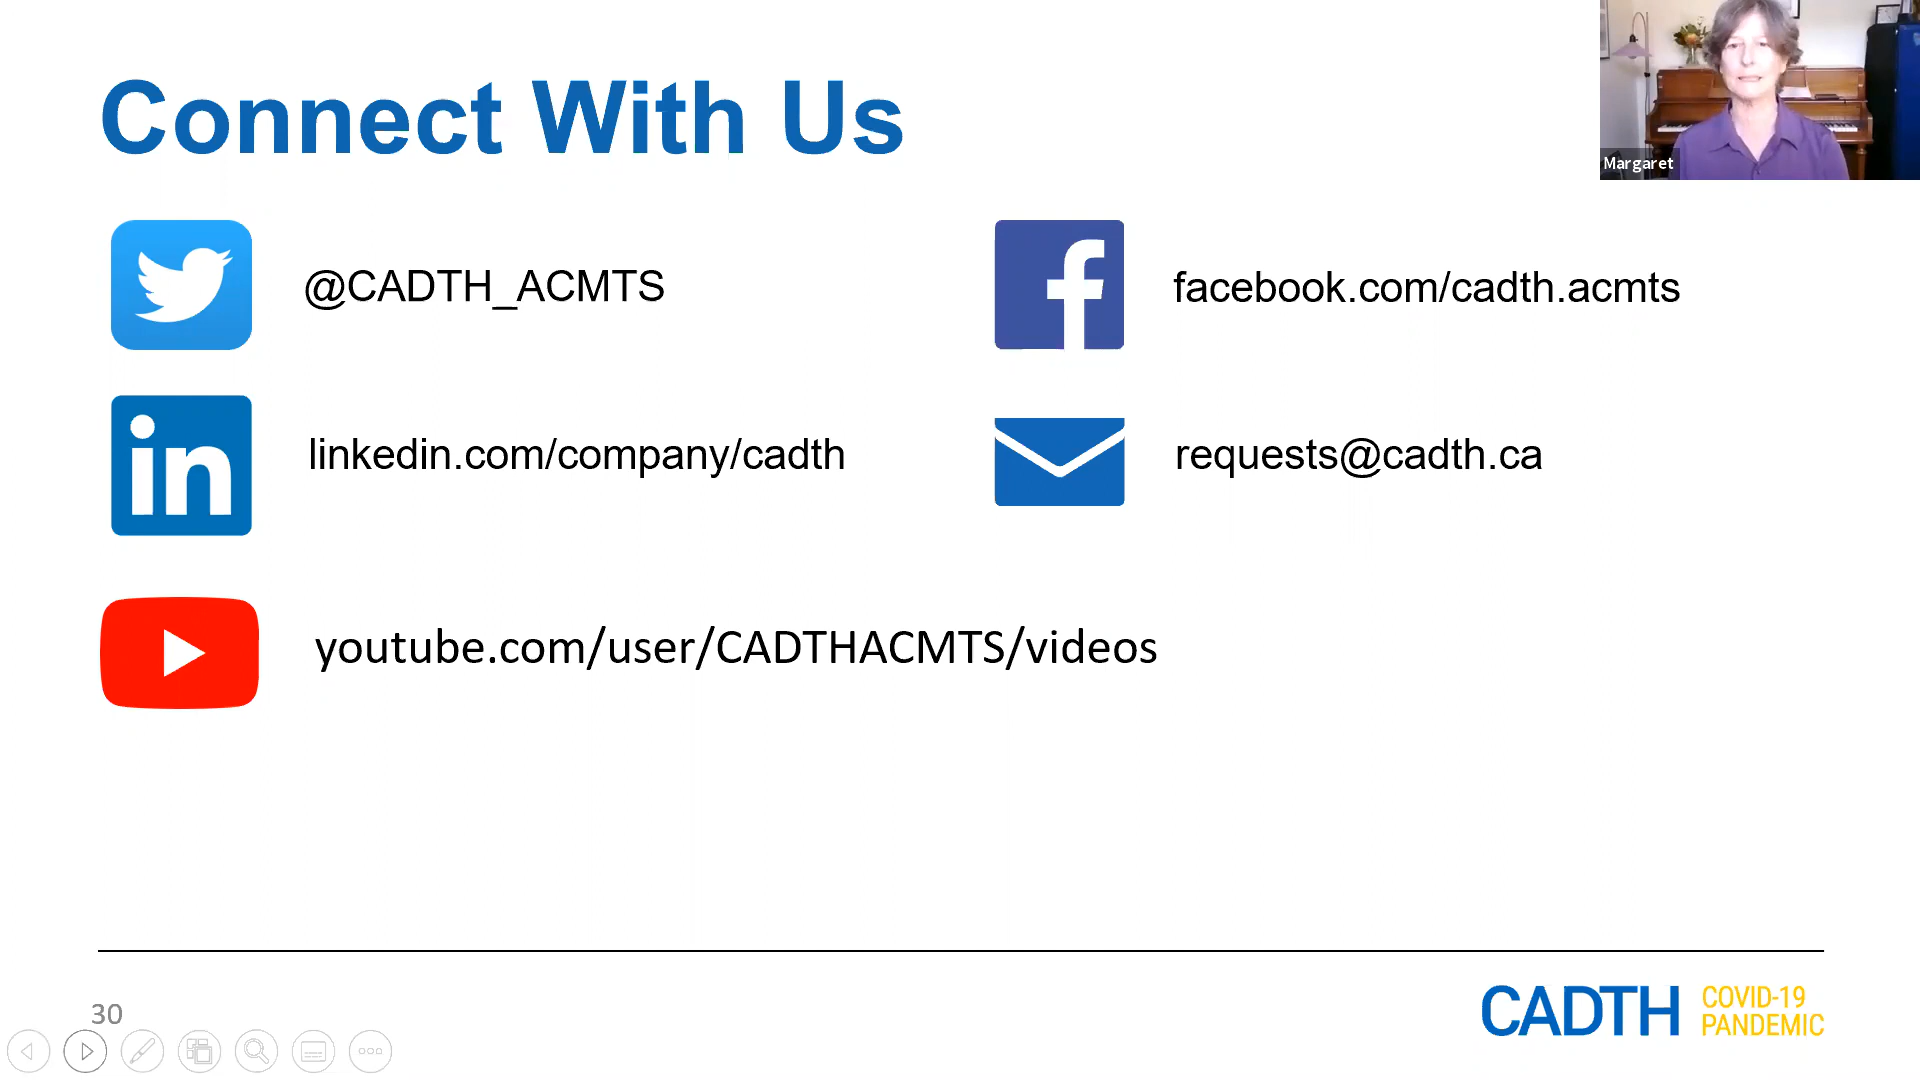 Connect With Us
Margaret
@CADTH_ACMTS
facebook.com/cadth.acmts
in
linkedin.com/company/cadth
requests@cadth.ca
youtube.com/user/CADTHACMTS/videos
30
CADTH
COVID-19
PANDEMIC